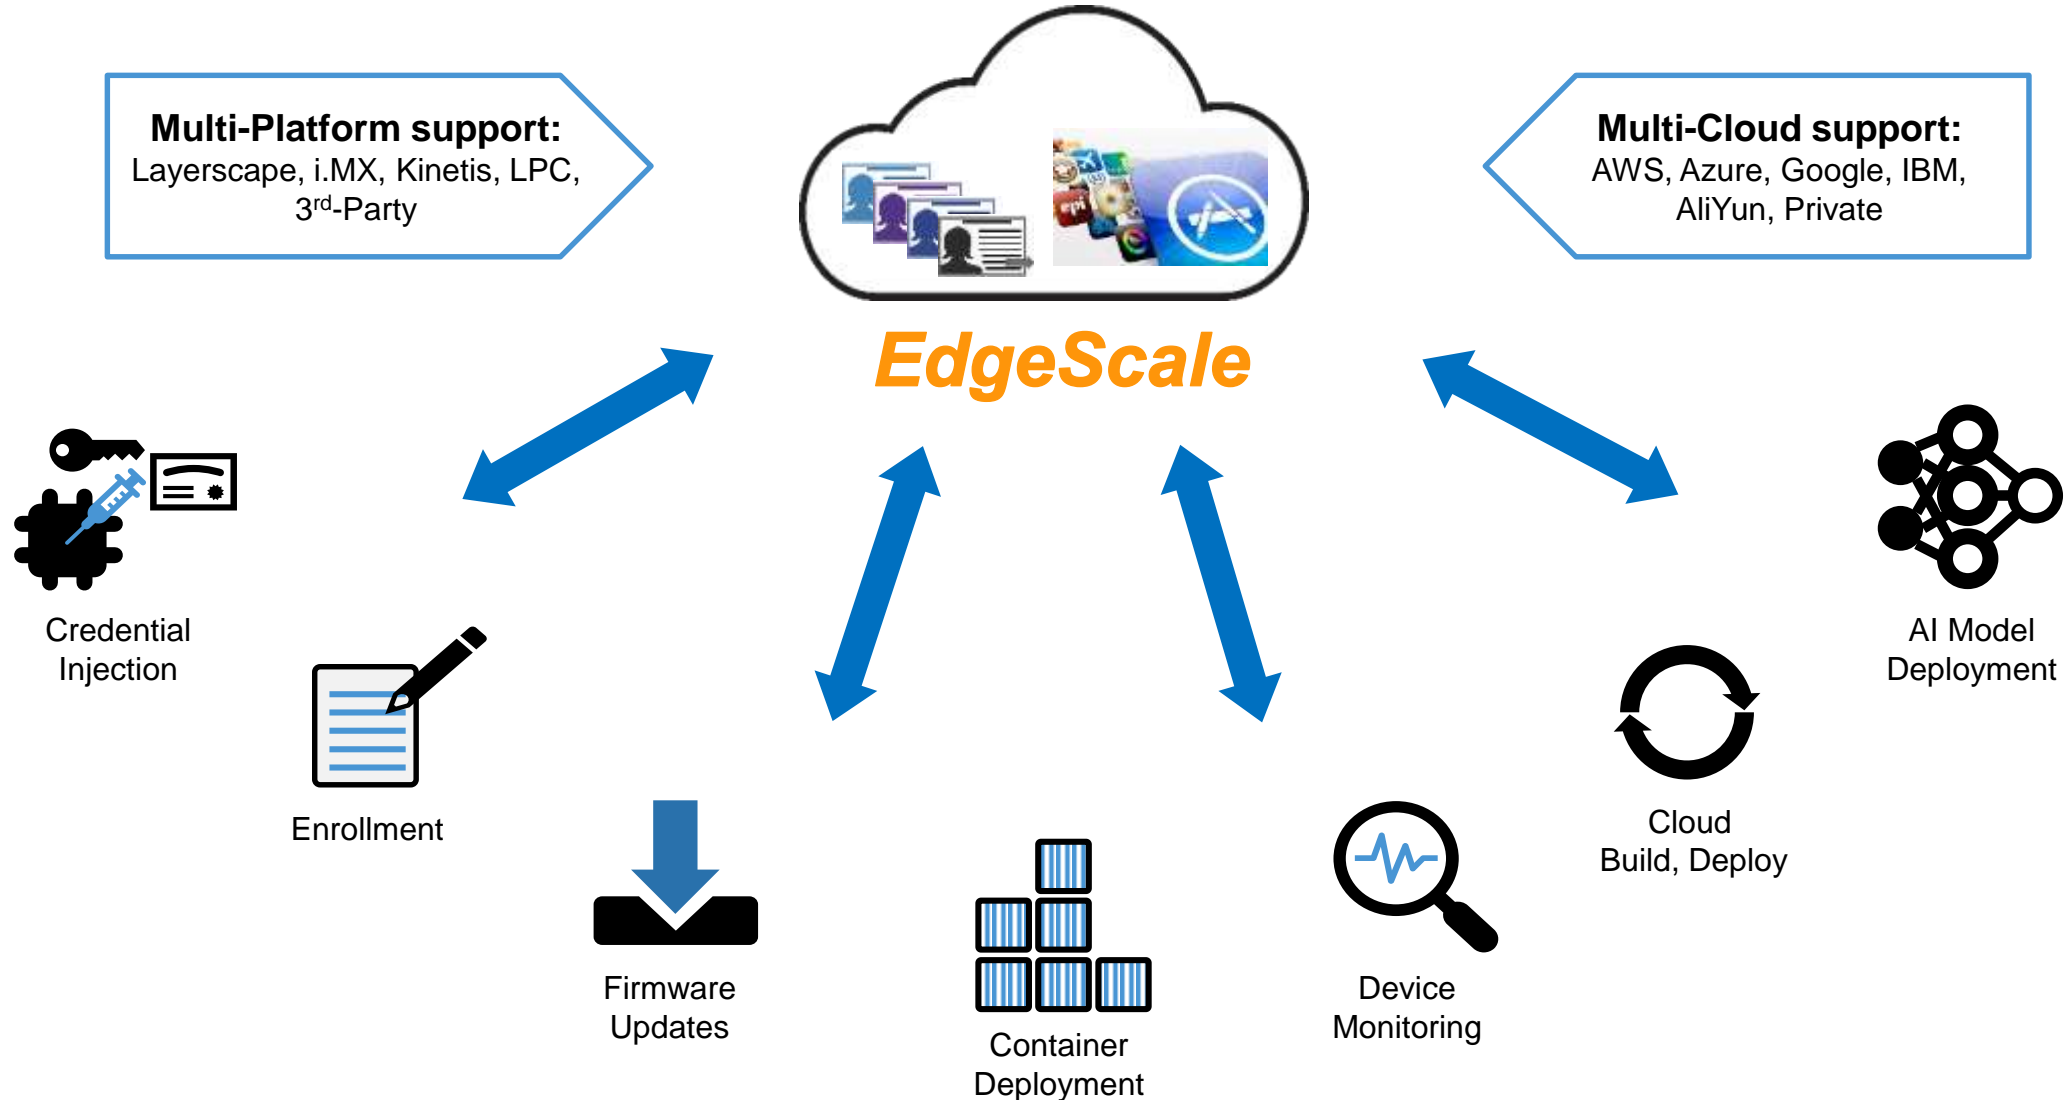 Multi-Platform support:
Layerscape, i.MX, Kinetis, LPC,
3rd-Party
Multi-Cloud support:
AWS, Azure, Google, IBM,
AliYun, Private
epi
EdgeScale
Credential
Injection
Enrollment
Firmware
Updates
Container
Deployment
Device
Monitoring
Cloud
Build, Deploy
AI Model
Deployment